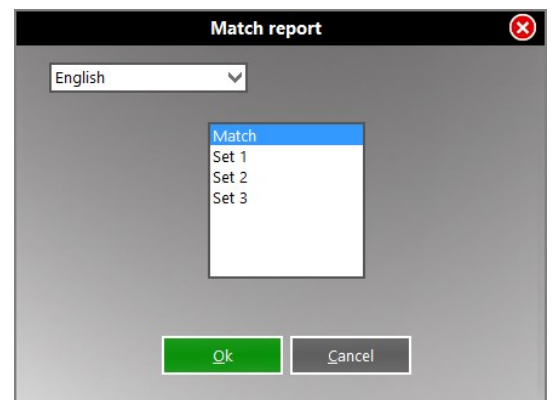 Match report
English
Match
Set 1
Set 2
Set 3
Ok
Cancel